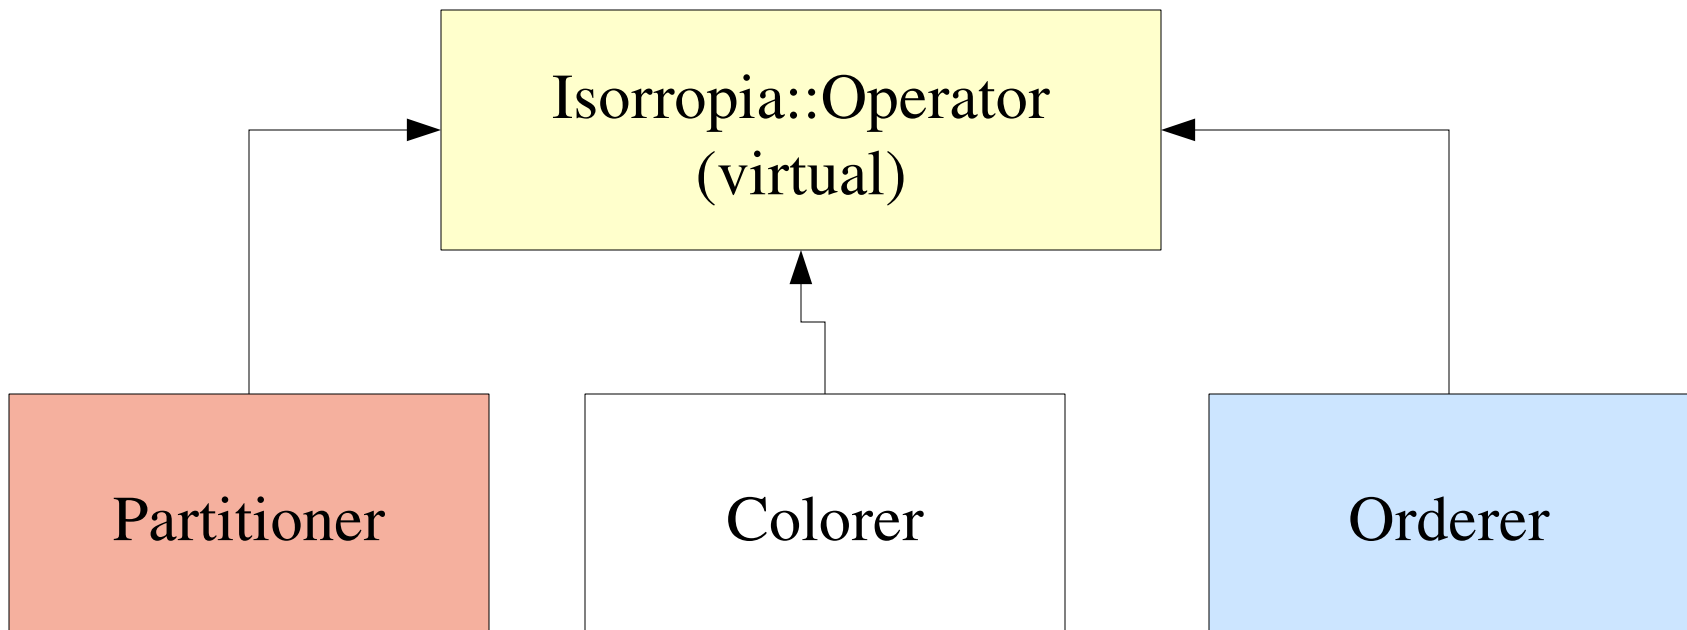 Isorropia::Operator
(virtual)
Partitioner
Colorer
Orderer